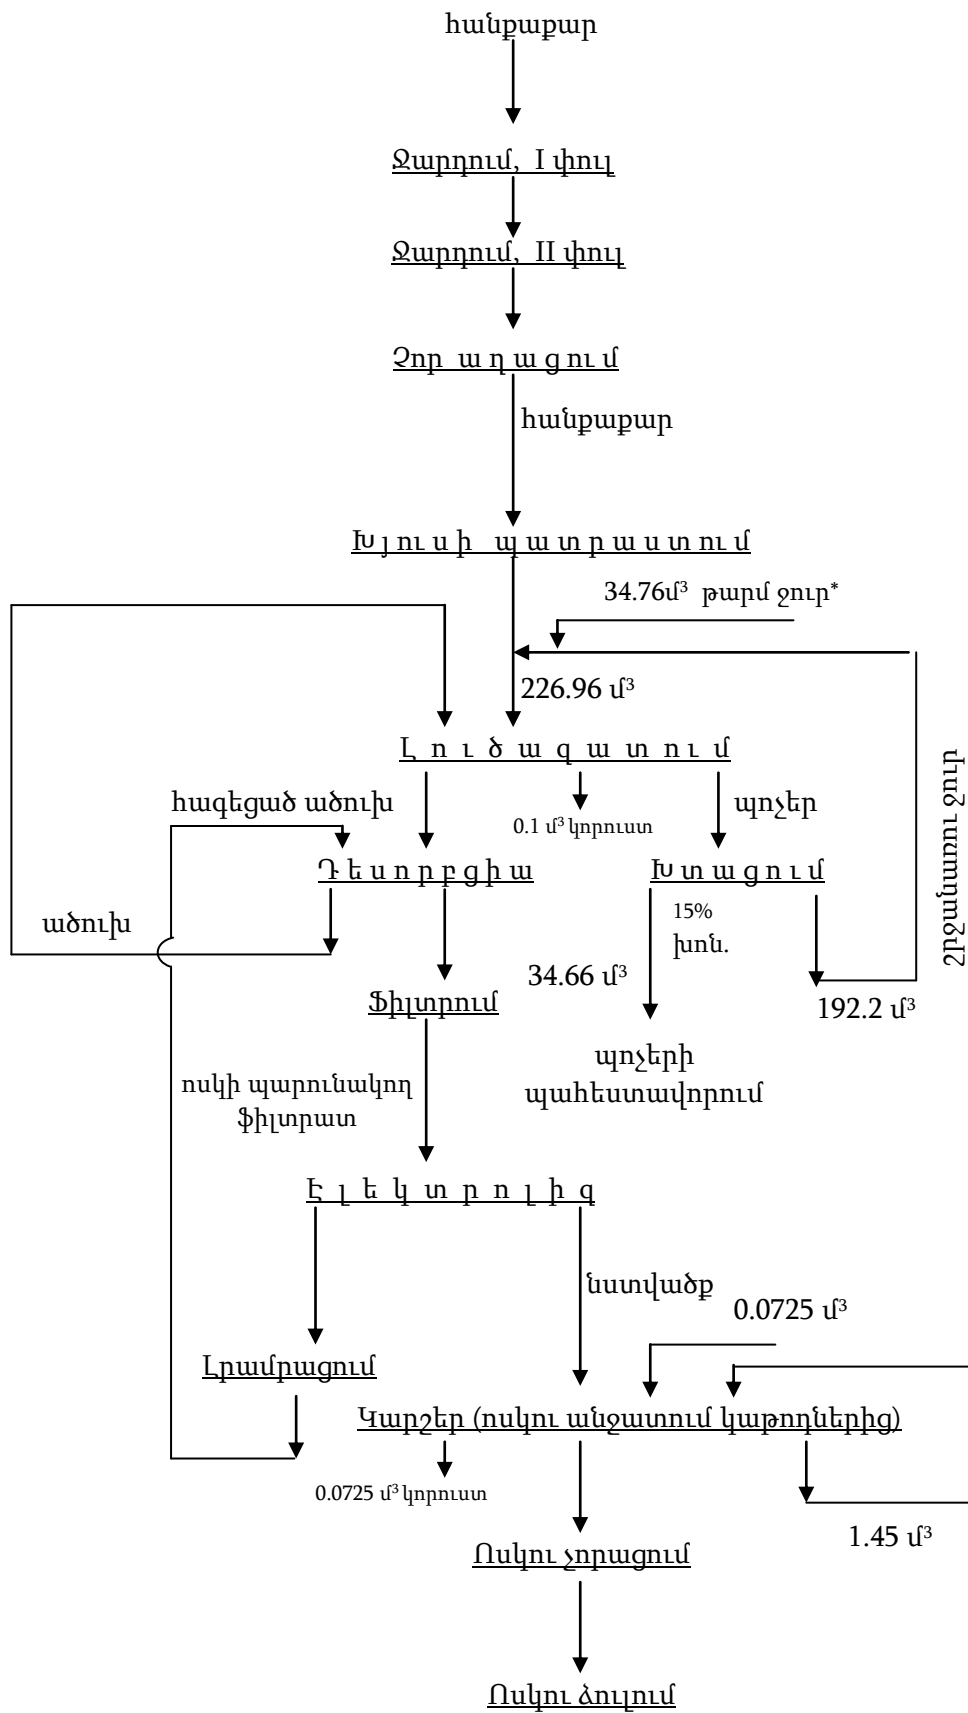 հանքաքար
Ջարդում, I փուլ
Ջարդում, II փուլ
Չոր աղացում
հանքաքար
Խյուսի պատրաստում
34.76մ³ թարմ ջուր*
226.96 մ³
Լուծազատում
հագեցած ածուխ
0.1 մ³ կորուստ
պոչեր
Շրջանառու ջուր
Դեսորբցիա
Խտացում
ածուխ
15%
խոն.
34.66 մ³
192.2 մ³
Ֆիլտրում
պոչերի
պահեստավորում
ոսկի պարունակող
ֆիլտրատ
Էլեկտրոլիզ
նստվածք
0.0725 մ³
Լրամրացում
Կարշեր (ոսկու անջատում կաթոդներից)
0.0725 մ³ կորուստ
1.45 մ³
Ոսկու չորացում
Ոսկու ձուլում